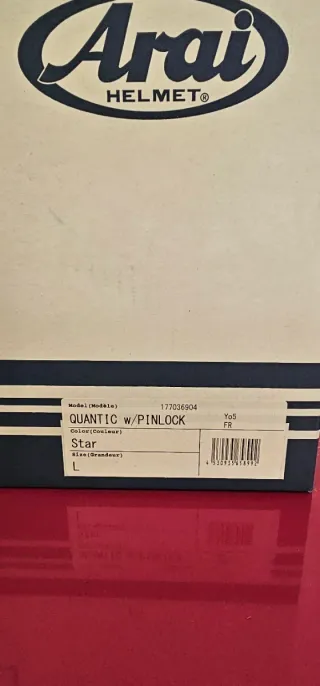 Arai
HELMET®
Model(Modèle) 177036904
QUANTIC w/PINLOCK Yo5
FR
Color(Couleur)
Star
Size(Grandeur)
L